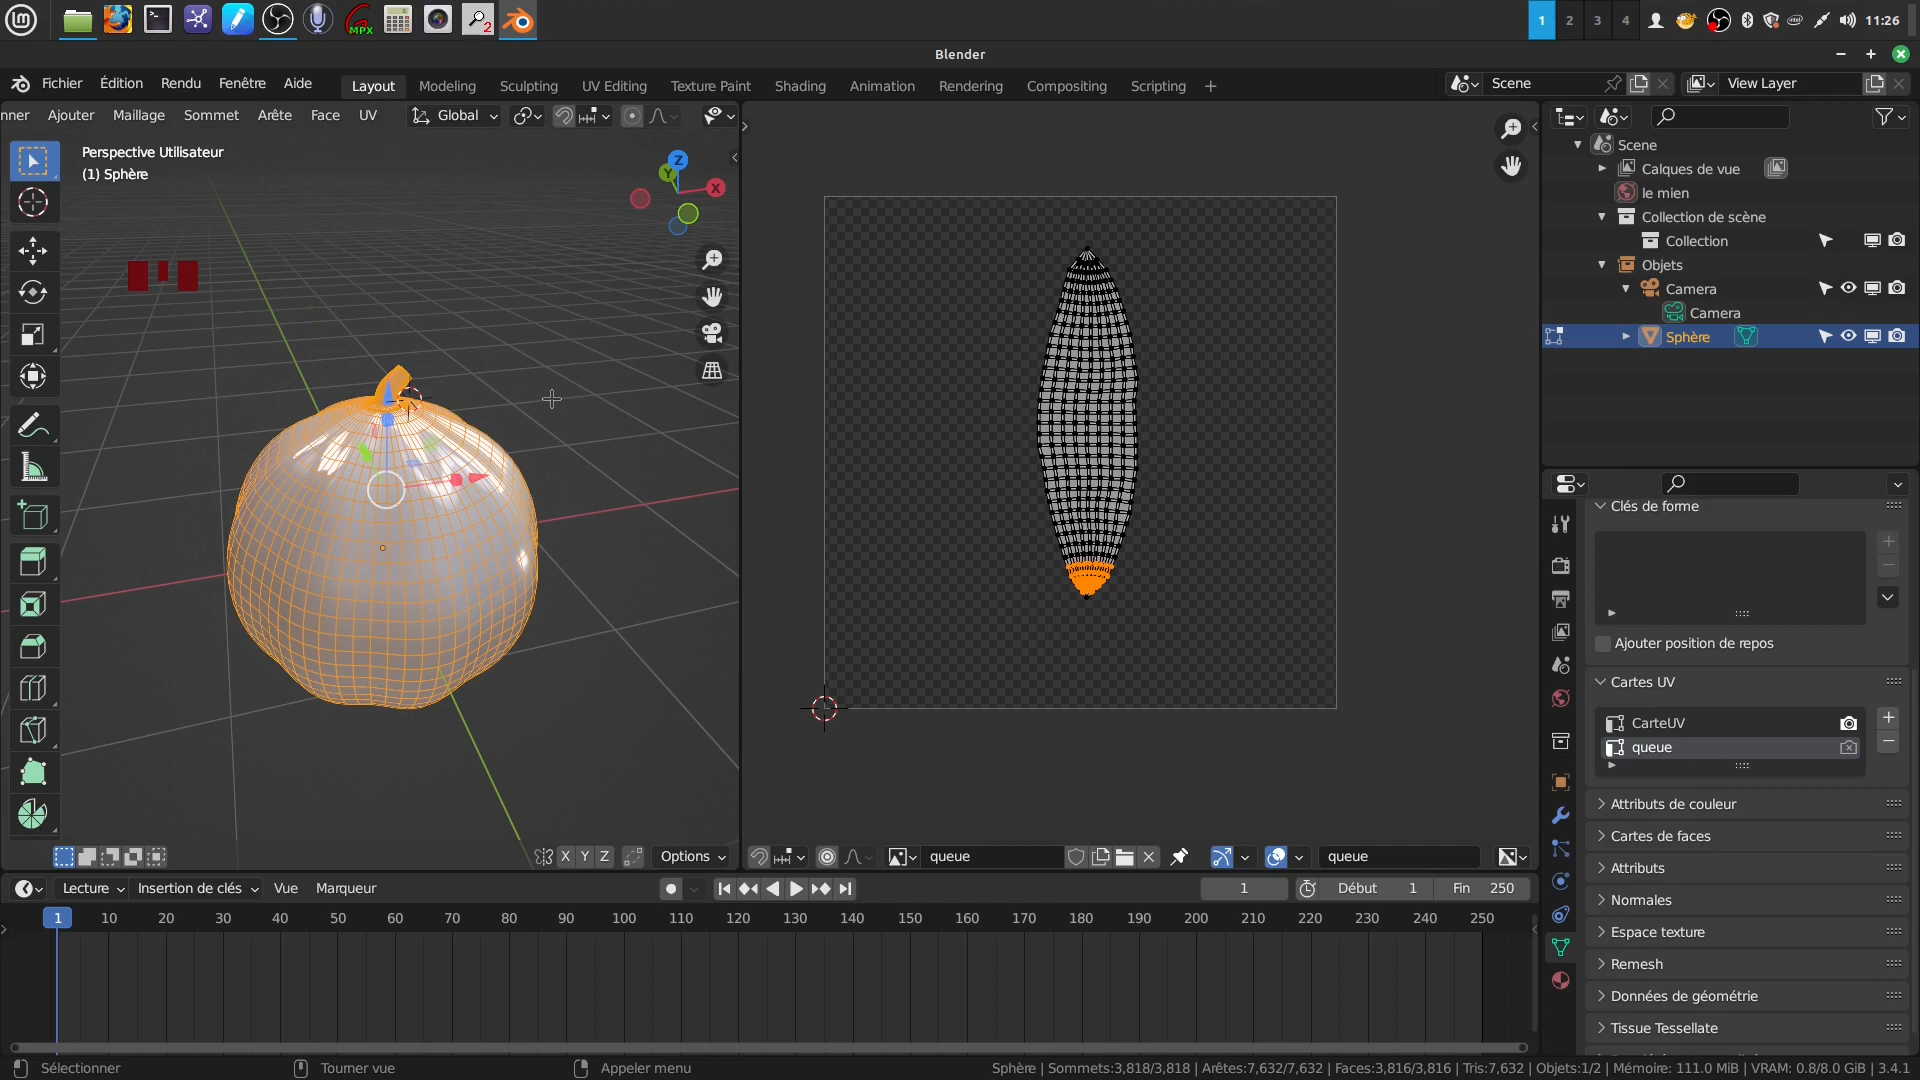 MPX
2
1 2 3 4
11:26
Blender
Fichier Édition Rendu Fenêtre Aide
Layout Modeling Sculpting UV Editing Texture Paint Shading Animation Rendering Compositing Scripting +
Scene
View Layer
nner Ajouter Maillage Sommet Arête Face UV
Global
Perspective Utilisateur
(1) Sphère
Z
Y
X
Scene
Calques de vue
le mien
Collection de scène
Collection
Objets
Camera
Camera
Sphère
Clés de forme
Ajouter position de repos
Cartes UV
CarteUV
queue
Attributs de couleur
Cartes de faces
Attributs
Normales
Espace texture
Remesh
Données de géométrie
Tissue Tessellate
X Y Z
Options
queue
queue
Lecture Insertion de clés Vue Marqueur
1
Début 1
Fin 250
1 10 20 30 40 50 60 70 80 90 100 110 120 130 140 150 160 170 180 190 200 210 220 230 240 250
Sélectionner
Tourner vue
Appeler menu
Sphère | Sommets:3,818/3,818 | Arêtes:7,632/7,632 | Faces:3,816/3,816 | Tris:7,632 | Objets:1/2 | Mémoire: 111.0 MiB | VRAM: 0.8/8.0 GiB | 3.4.1